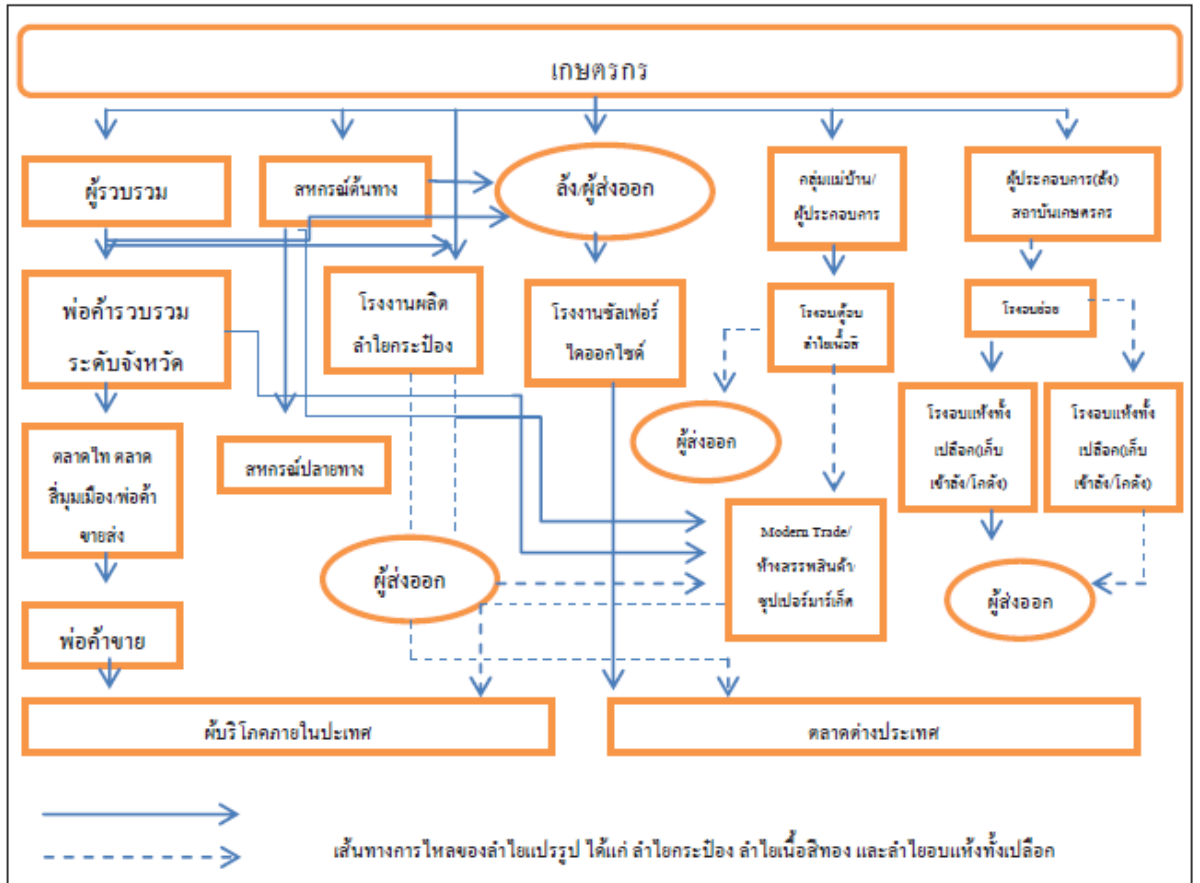 เกษตรกร
ผู้รวบรวม
สหกรณ์ต้นทาง
ล้ง/ผู้ส่งออก
กลุ่มแม่บ้าน/
ผู้ประกอบการ
ผู้ประกอบการ(ล้ง)
สถาบันเกษตรกร
พ่อค้ารวบรวม
ระดับจังหวัด
โรงงานผลิต
ลำไยกระป๋อง
โรงงานซัลเฟอร์
ไดออกไซด์
โรงอบตู้อบ
ลำไยเนื้อสี
โรงอบย่อย
ตลาดไท ตลาด
สี่มุมเมือง/พ่อค้า
ขายส่ง
สหกรณ์ปลายทาง
ผู้ส่งออก
โรงอบแห้งทั้ง
เปลือก(เก็บ
เข้าลัง/โกดัง)
โรงอบแห้งทั้ง
เปลือก(เก็บ
เข้าลัง/โกดัง)
ผู้ส่งออก
Modern Trade/
ห้างสรรพสินค้า/
ซุปเปอร์มาร์เก็ต
ผู้ส่งออก
พ่อค้าขาย
ผ้บริโภคภายในปะเทศ
ตลาดต่างประเทศ
เส้นทางการไหลของลำไยแปรรูป ได้แก่ ลำไยกระป๋อง ลำไยเนื้อสีทอง และลำไยอบแห้งทั้งเปลือก